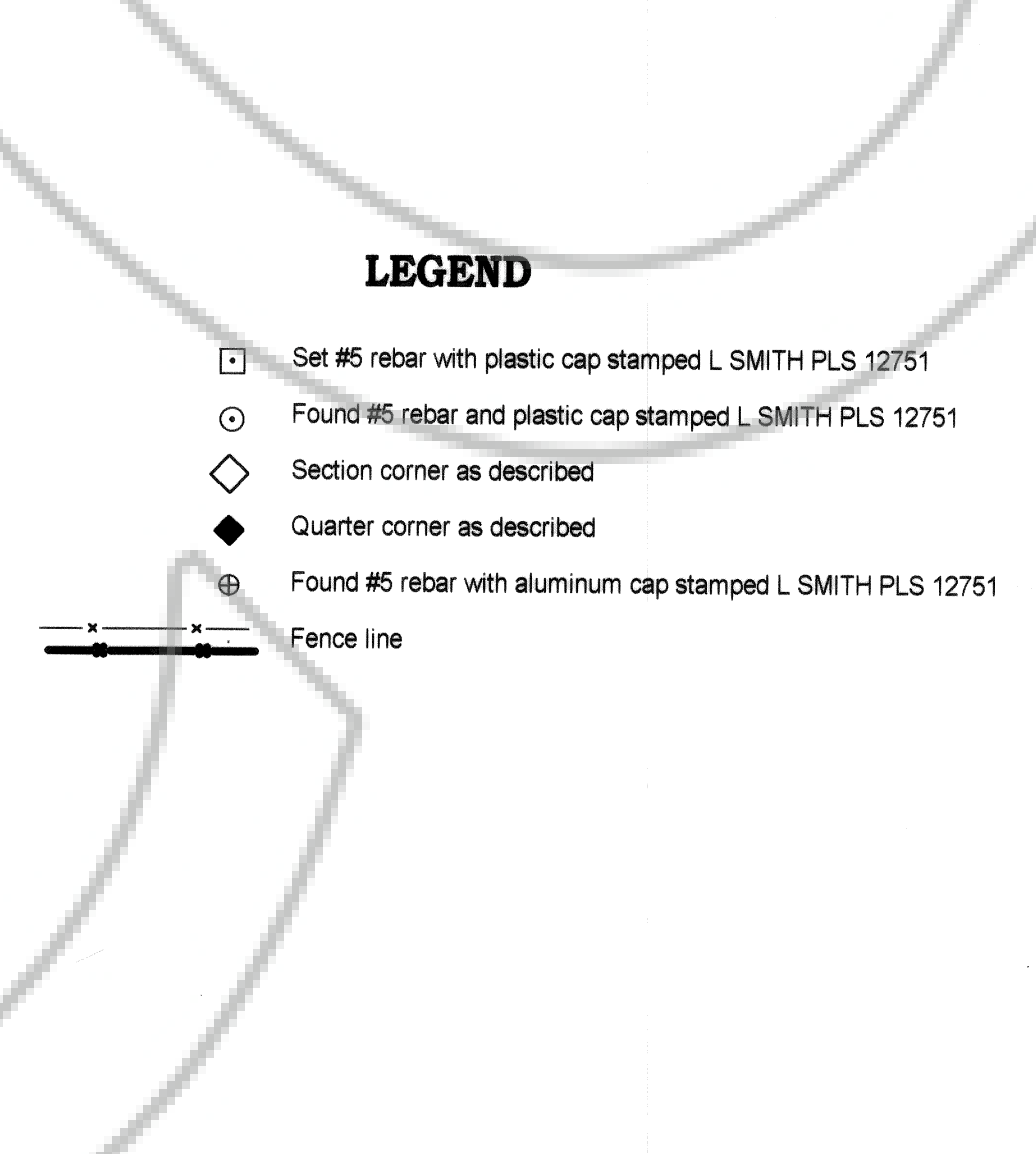 LEGEND
Set #5 rebar with plastic cap stamped L SMITH PLS 12751
Found #5 rebar and plastic cap stamped L SMITH PLS 12751
Section corner as described
Quarter corner as described
Found #5 rebar with aluminum cap stamped L SMITH PLS 12751
Fence line